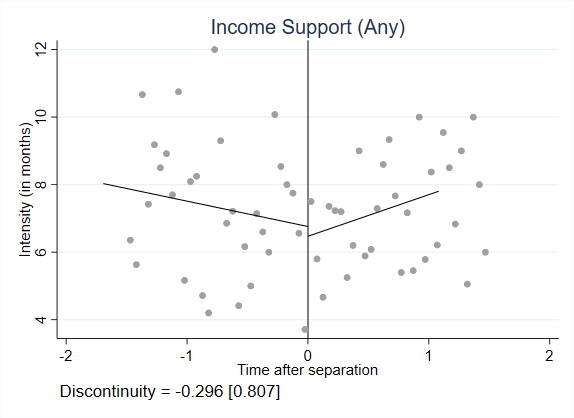 Income Support (Any)
Intensity (in months)
12
10
8
6
4
-2 -1 0 1 2
Time after separation
Discontinuity = -0.296 [0.807]